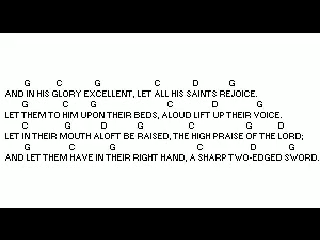 G C G C D G
AND IN HIS GLORY EXCELLENT, LET ALL HIS SAINTS REJOICE.
G C G C D G
LET THEM TO HIM UPON THEIR BEDS, ALOUD LIFT UP THEIR VOICE.
C G D G C G D
LET IN THEIR MOUTH ALOFT BE RAISED, THE HIGH PRAISE OF THE LORD;
G C G C D G
AND LET THEM HAVE IN THEIR RIGHT HAND, A SHARP TWO-EDGED SWORD.